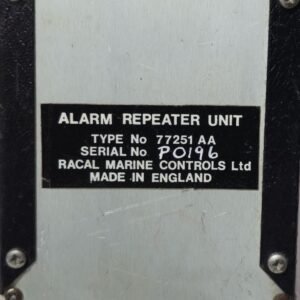 ALARM REPEATER UNIT
TYPE No 77251 AA
SERIAL No P0196
RACAL MARINE CONTROLS Ltd
MADE IN ENGLAND